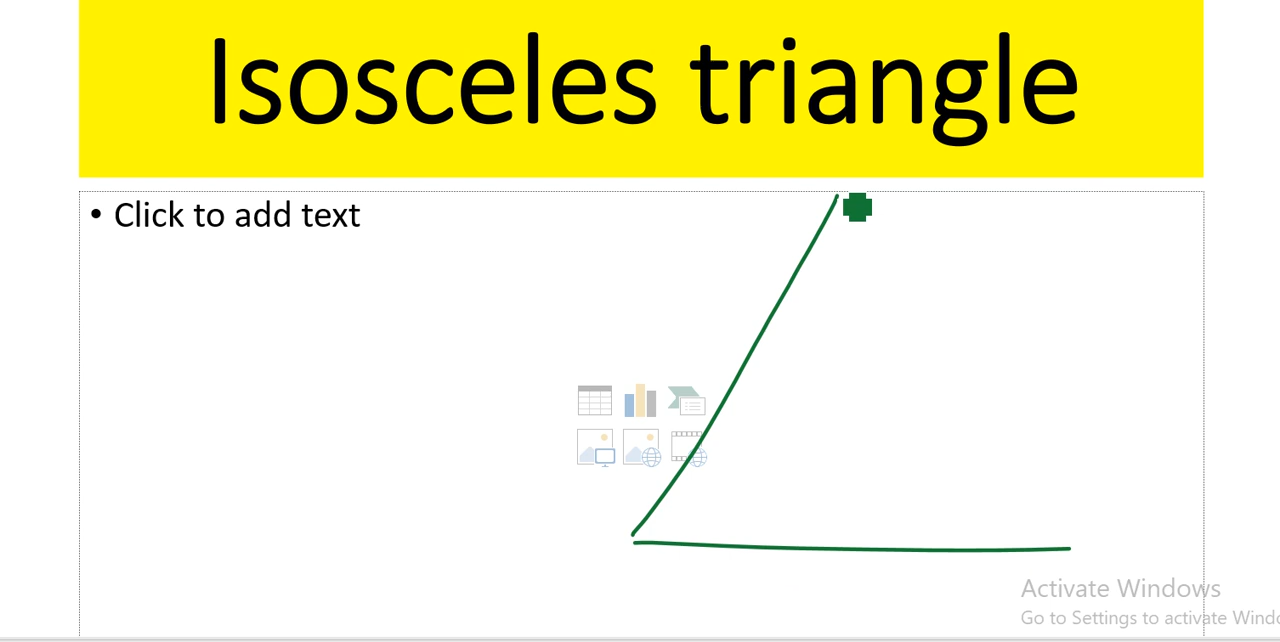 Isosceles triangle
• Click to add text
Activate Windows
Go to Settings to activate Windo